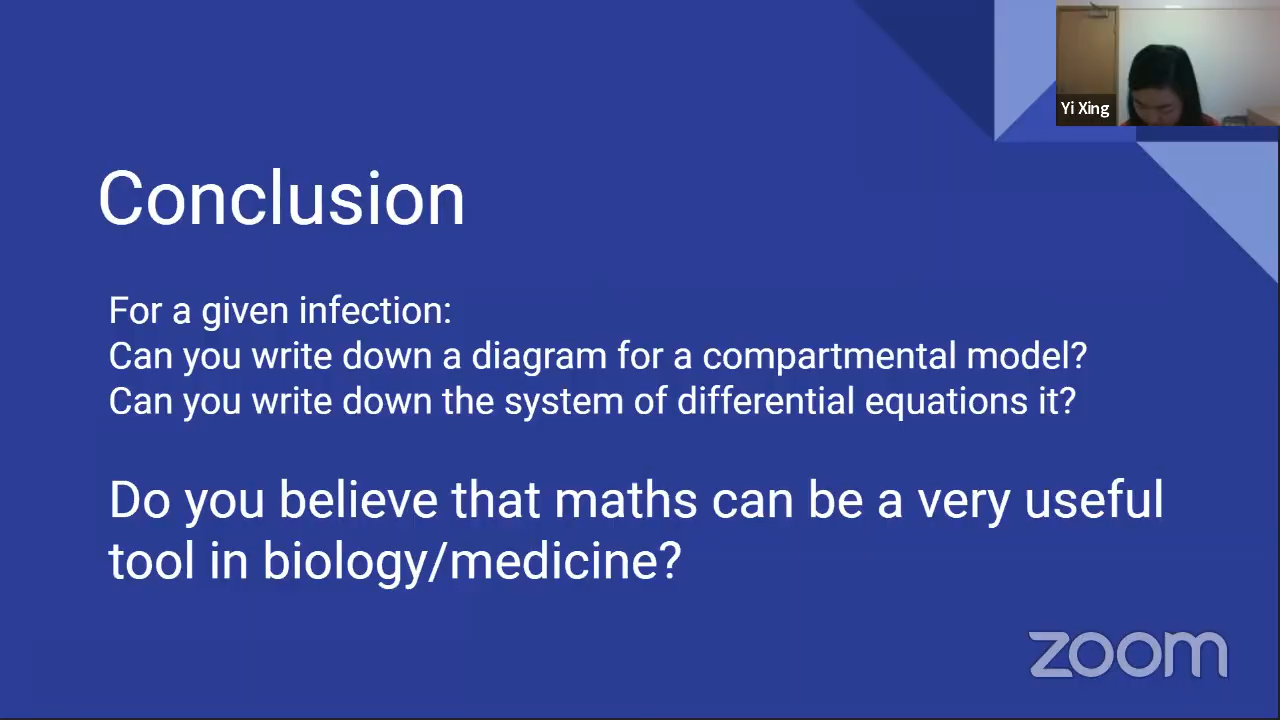 Yi Xing
Conclusion
For a given infection:
Can you write down a diagram for a compartmental model?
Can you write down the system of differential equations it?
Do you believe that maths can be a very useful
tool in biology/medicine?
zoom